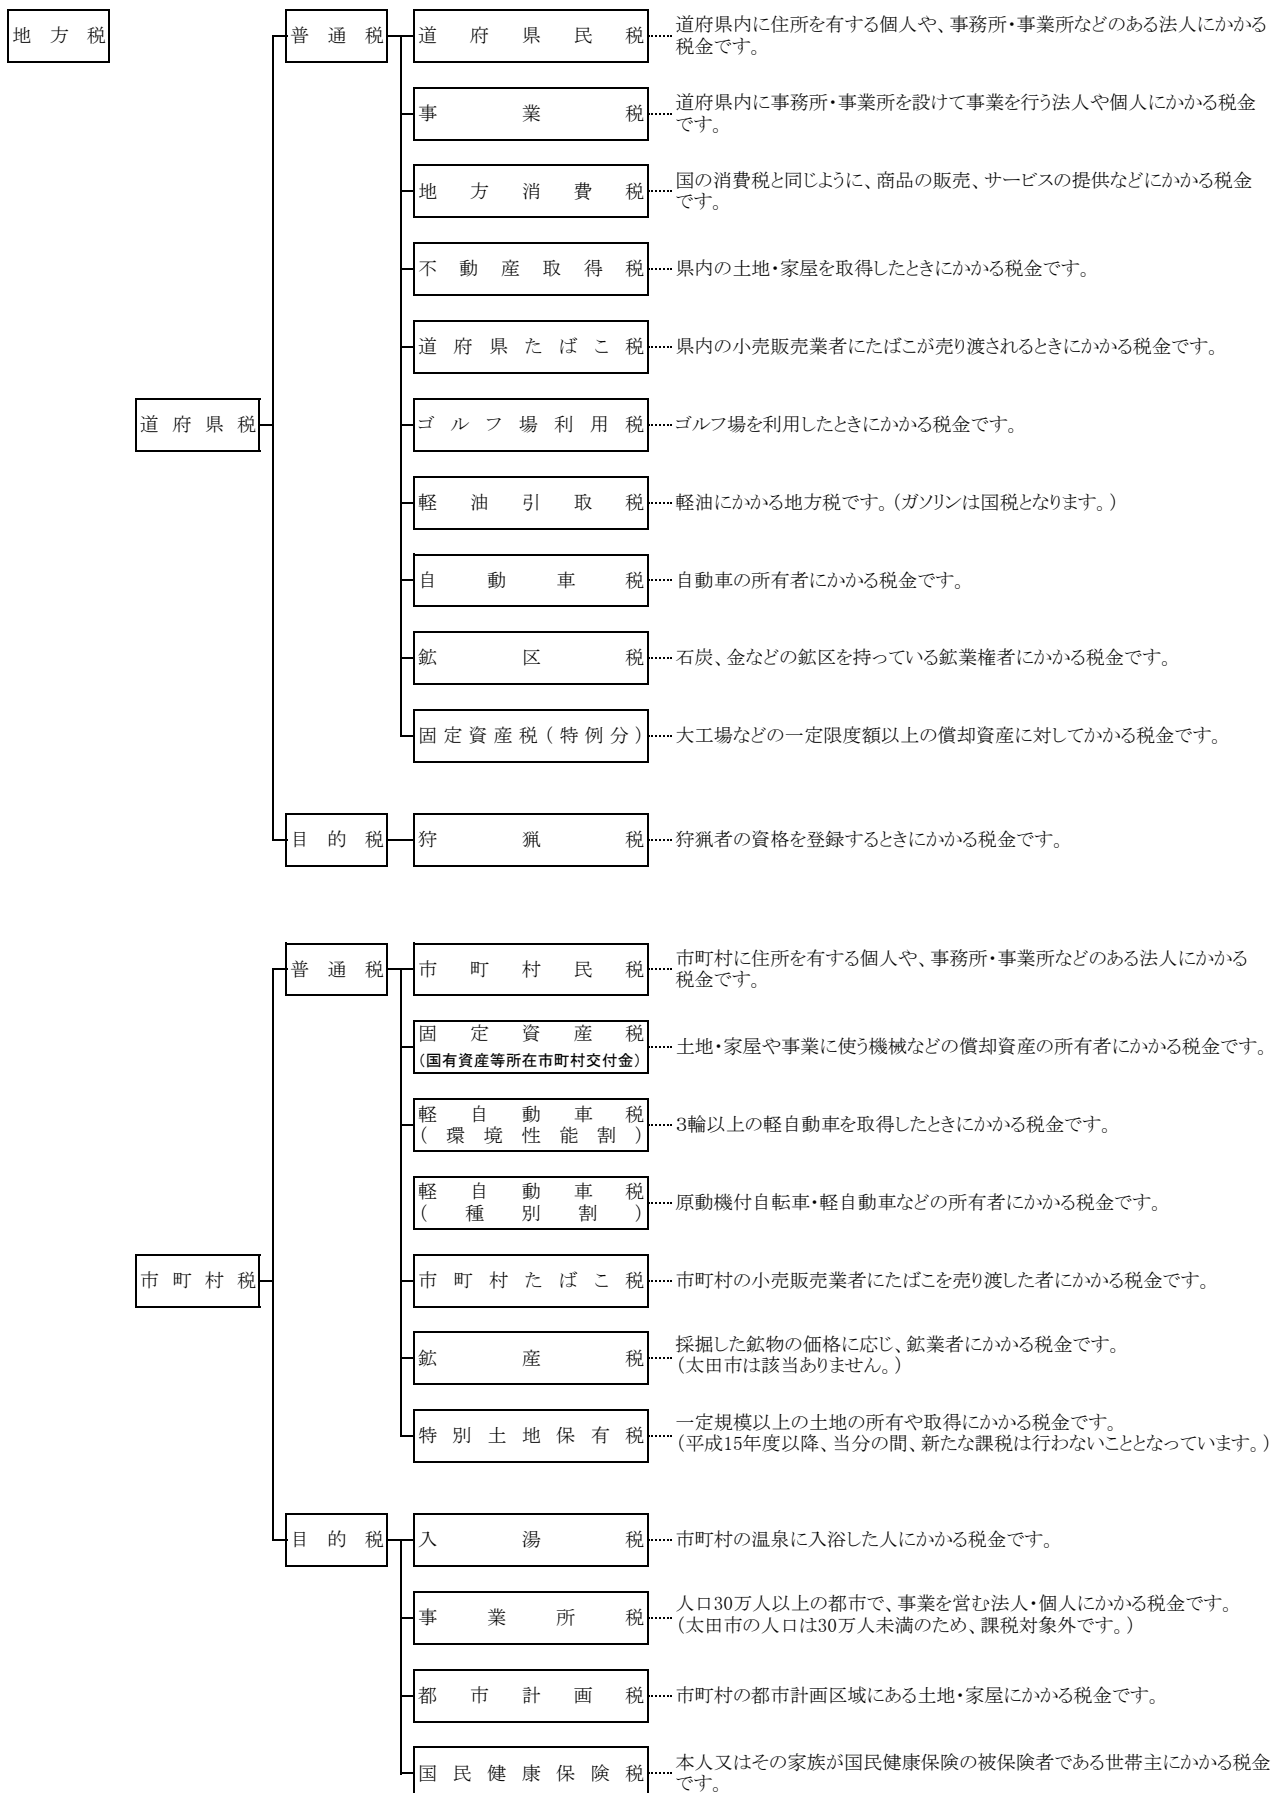 地方税
普通税
道府県民税
道府県内に住所を有する個人や、事務所・事業所などのある法人にかかる
税金です。
事業税
道府県内に事務所・事業所を設けて事業を行う法人や個人にかかる税金
です。
地方消費税
国の消費税と同じように、商品の販売、サービスの提供などにかかる税金
です。
不動産取得税
県内の土地・家屋を取得したときにかかる税金です。
道府県たばこ税
県内の小売販売業者にたばこが売り渡されるときにかかる税金です。
道府県税
ゴルフ場利用税
ゴルフ場を利用したときにかかる税金です。
軽油引取税
軽油にかかる地方税です。（ガソリンは国税となります。）
自動車税
自動車の所有者にかかる税金です。
鉱区税
石炭、金などの鉱区を持っている鉱業権者にかかる税金です。
固定資産税（特例分）
大工場などの一定限度額以上の償却資産に対してかかる税金です。
目的税
狩猟税
狩猟者の資格を登録するときにかかる税金です。
普通税
市町村民税
市町村に住所を有する個人や、事務所・事業所などのある法人にかかる
税金です。
固定資産税
（国有資産等所在市町村交付金）
土地・家屋や事業に使う機械などの償却資産の所有者にかかる税金です。
軽自動車税
（環境性能割）
３輪以上の軽自動車を取得したときにかかる税金です。
軽自動車税
（種別割）
原動機付自転車・軽自動車などの所有者にかかる税金です。
市町村税
市町村たばこ税
市町村の小売販売業者にたばこを売り渡した者にかかる税金です。
鉱産税
採掘した鉱物の価格に応じ、鉱業者にかかる税金です。
（太田市は該当ありません。）
特別土地保有税
一定規模以上の土地の所有や取得にかかる税金です。
（平成15年度以降、当分の間、新たな課税は行わないこととなっています。）
目的税
入湯税
市町村の温泉に入浴した人にかかる税金です。
事業所税
人口30万人以上の都市で、事業を営む法人・個人にかかる税金です。
（太田市の人口は30万人未満のため、課税対象外です。）
都市計画税
市町村の都市計画区域にある土地・家屋にかかる税金です。
国民健康保険税
本人又はその家族が国民健康保険の被保険者である世帯主にかかる税金
です。